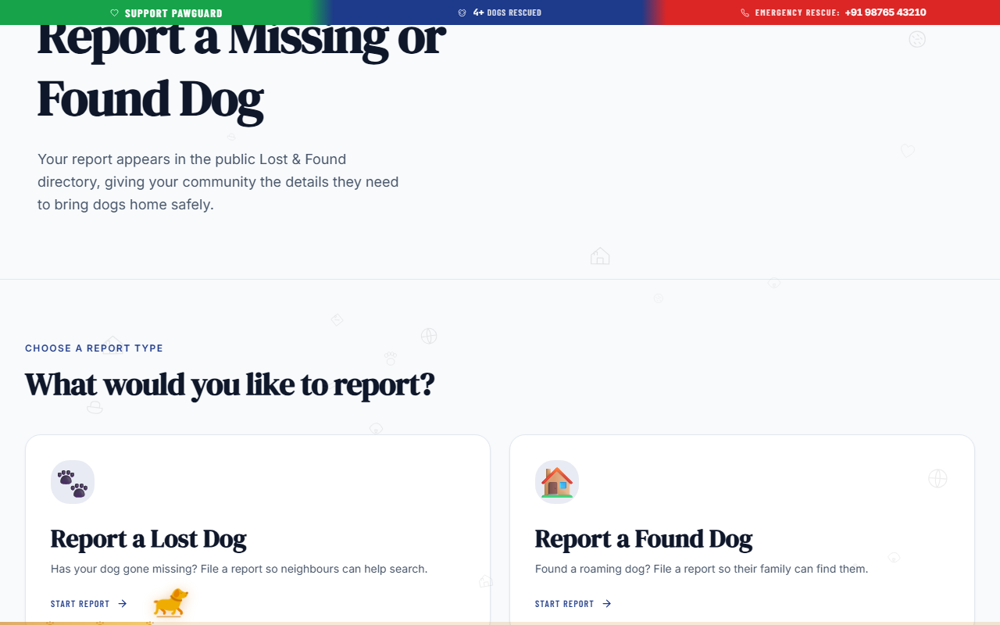 SUPPORT PAWGUARD
4+ DOGS RESCUED
EMERGENCY RESCUE: +91 98765 43210
Report a Missing or
Found Dog
Your report appears in the public Lost & Found
directory, giving your community the details they need
to bring dogs home safely.
CHOOSE A REPORT TYPE
What would you like to report?
Report a Lost Dog
Has your dog gone missing? File a report so neighbours can help search.
START REPORT
Report a Found Dog
Found a roaming dog? File a report so their family can find them.
START REPORT